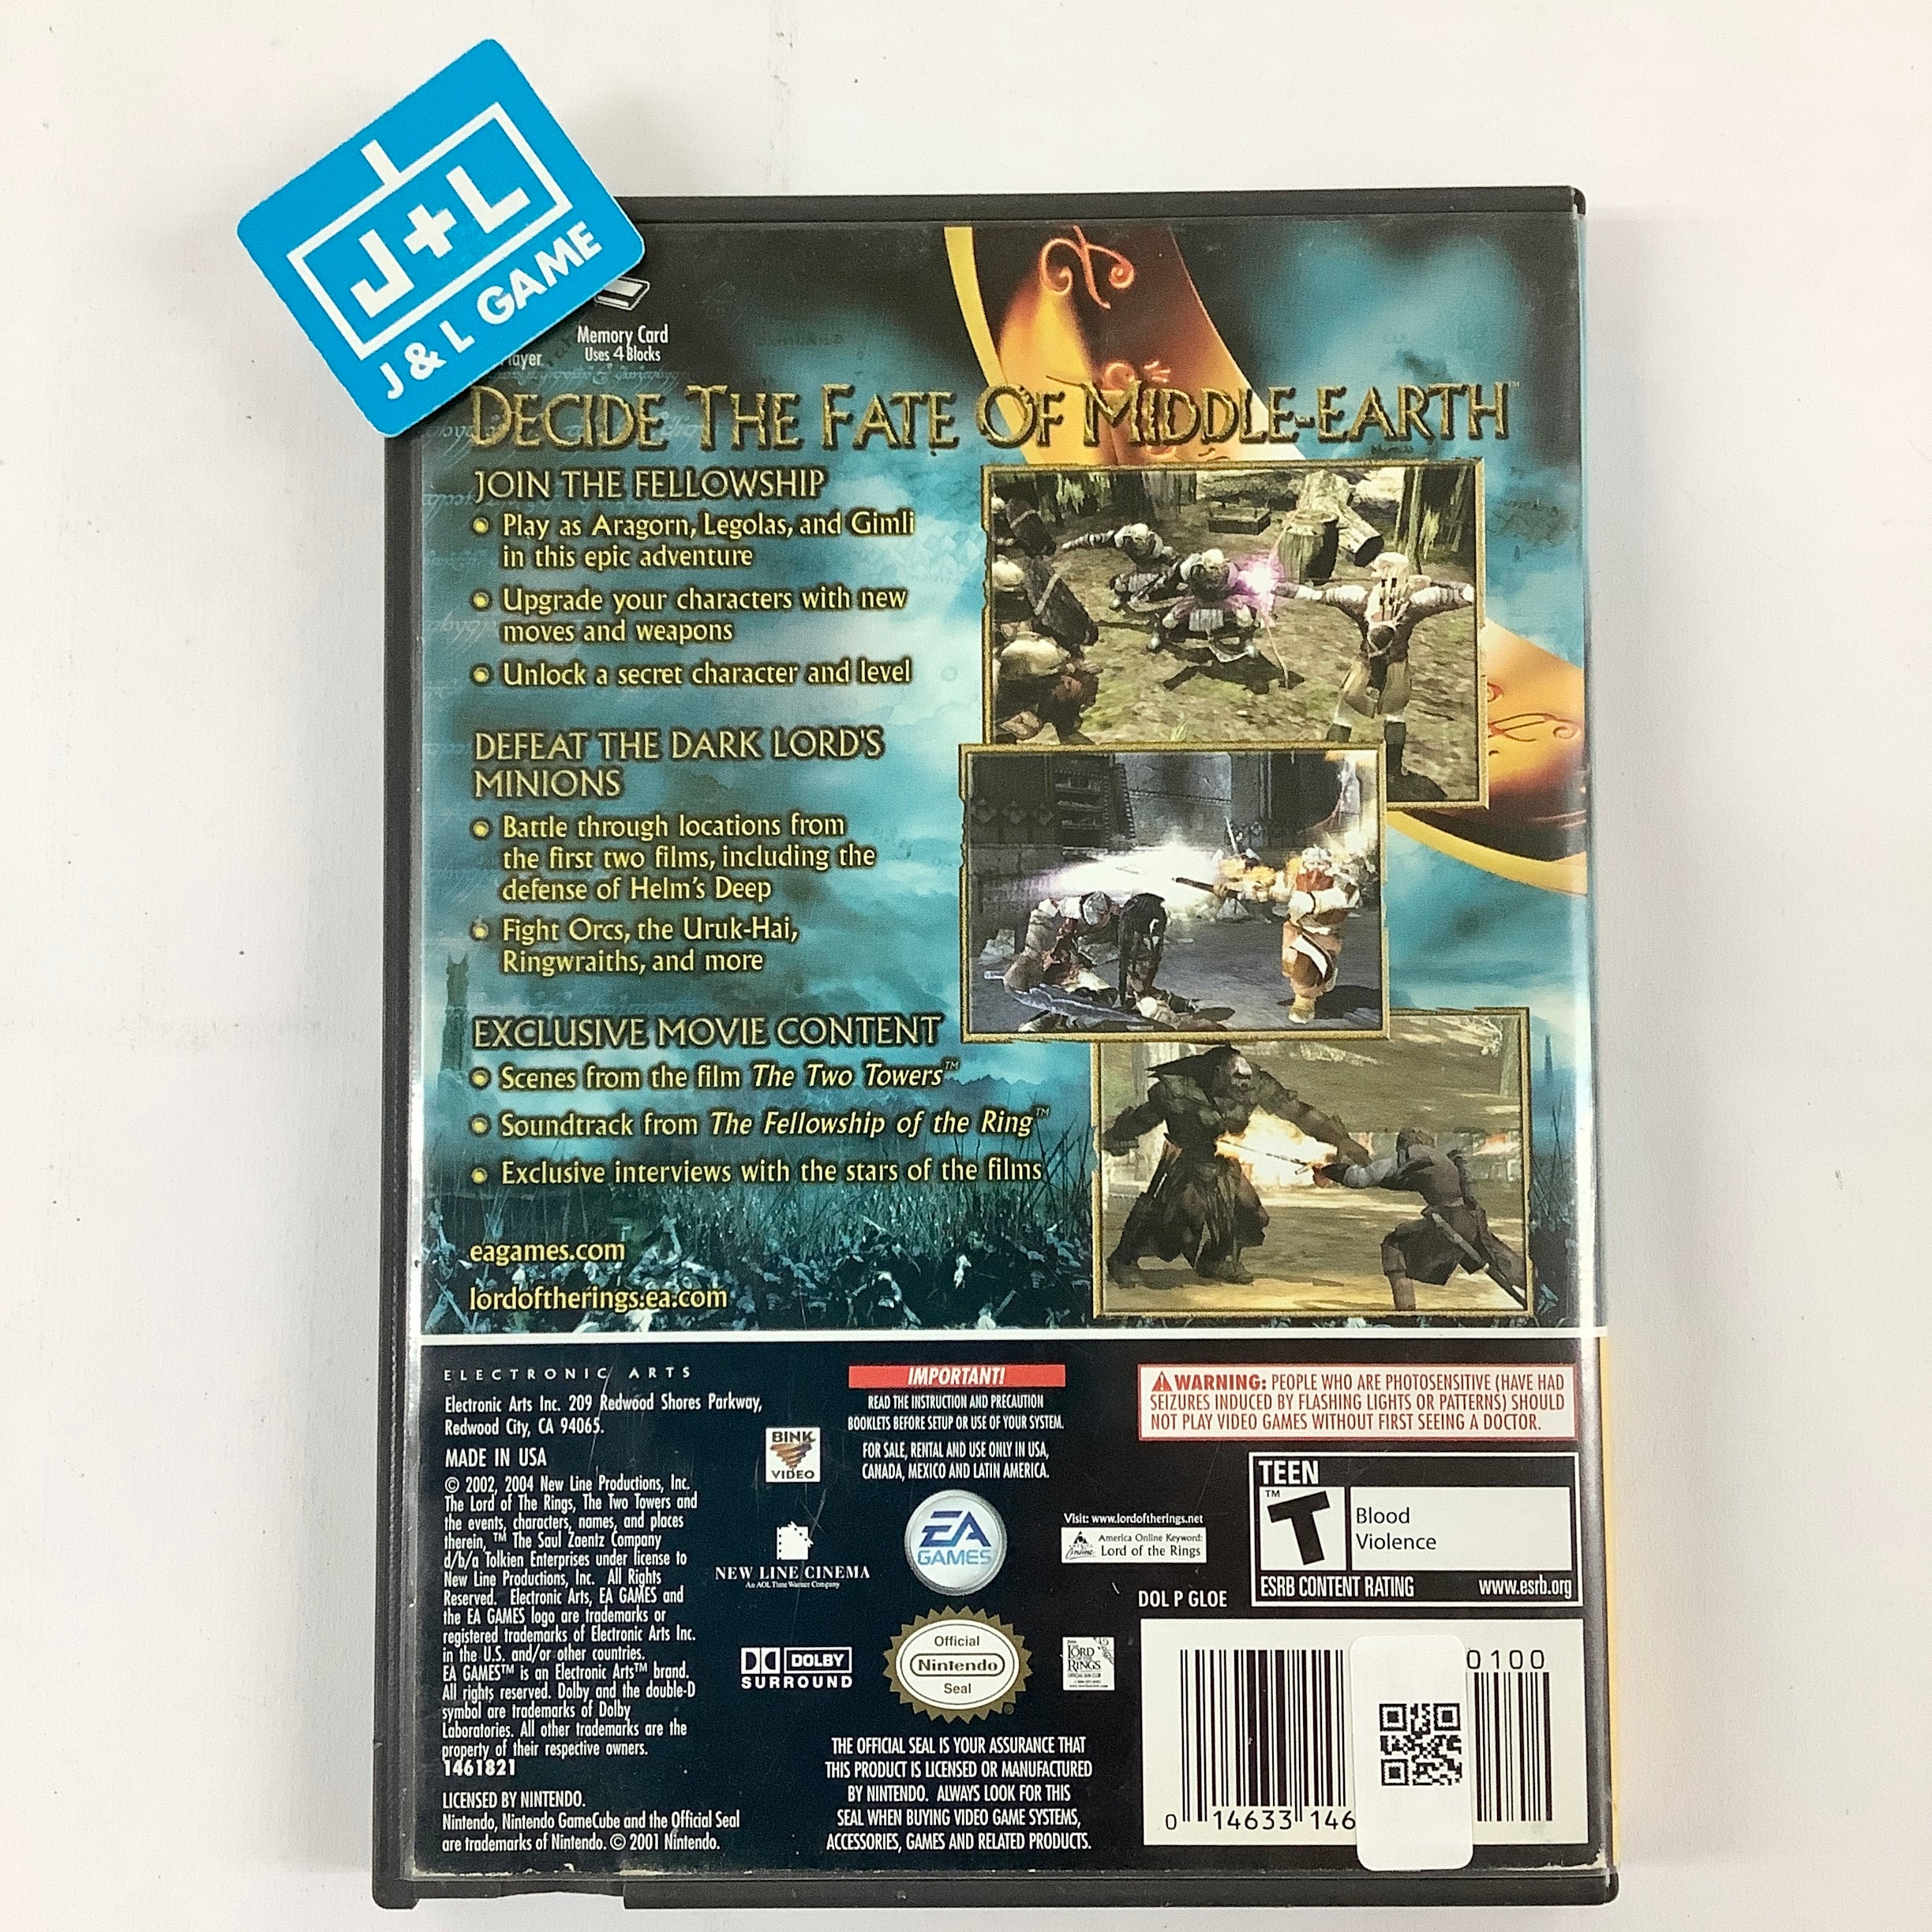 J+L
J & L GAME
Memory Card
Uses 4 Blocks
DECIDE THE FATE OF MIDDLE-EARTH™
JOIN THE FELLOWSHIP
• Play as Aragorn, Legolas, and Gimli
in this epic adventure
• Upgrade your characters with new
moves and weapons
• Unlock a secret character and level
DEFEAT THE DARK LORD'S
MINIONS
• Battle through locations from
the first two films, including the
defense of Helm's Deep
• Fight Orcs, the Uruk-Hai,
Ringwraiths, and more
EXCLUSIVE MOVIE CONTENT
• Scenes from the film The Two Towers™
• Soundtrack from The Fellowship of the Ring™
• Exclusive interviews with the stars of the films
eagames.com
lordoftherings.ea.com
ELECTRONIC ARTS
Electronic Arts Inc. 209 Redwood Shores Parkway,
Redwood City, CA 94065.
MADE IN USA
© 2002, 2004 New Line Productions, Inc.
The Lord of The Rings, The Two Towers and
the events, characters, names, and places
therein, ™ The Saul Zaentz Company
d/b/a Tolkien Enterprises under license to
New Line Productions, Inc. All Rights
Reserved. Electronic Arts, EA GAMES and
the EA GAMES logo are trademarks or
registered trademarks of Electronic Arts Inc.
in the U.S. and/or other countries.
EA GAMES™ is an Electronic Arts™ brand.
All rights reserved. Dolby and the double-D
symbol are trademarks of Dolby
Laboratories. All other trademarks are the
property of their respective owners.
1461821
LICENSED BY NINTENDO.
Nintendo, Nintendo GameCube and the Official Seal
are trademarks of Nintendo. © 2001 Nintendo.
BINK
VIDEO
NEW LINE CINEMA
An AOL Time Warner Company
DOLBY
SURROUND
IMPORTANT!
READ THE INSTRUCTION AND PRECAUTION
BOOKLETS BEFORE SETUP OR USE OF YOUR SYSTEM.
FOR SALE, RENTAL AND USE ONLY IN USA,
CANADA, MEXICO AND LATIN AMERICA.
EA
GAMES
Official
Nintendo
Seal
®
THE OFFICIAL SEAL IS YOUR ASSURANCE THAT
THIS PRODUCT IS LICENSED OR MANUFACTURED
BY NINTENDO. ALWAYS LOOK FOR THIS
SEAL WHEN BUYING VIDEO GAME SYSTEMS,
ACCESSORIES, GAMES AND RELATED PRODUCTS.
Visit: www.lordoftherings.net
America Online Keyword:
Lord of the Rings
THE LORD
OF THE
RINGS
WARNING: PEOPLE WHO ARE PHOTOSENSITIVE (HAVE HAD
SEIZURES INDUCED BY FLASHING LIGHTS OR PATTERNS) SHOULD
NOT PLAY VIDEO GAMES WITHOUT FIRST SEEING A DOCTOR.
TEEN
T™
Blood
Violence
ESRB CONTENT RATING www.esrb.org
DOL P GLOE
0100
0 14633 146